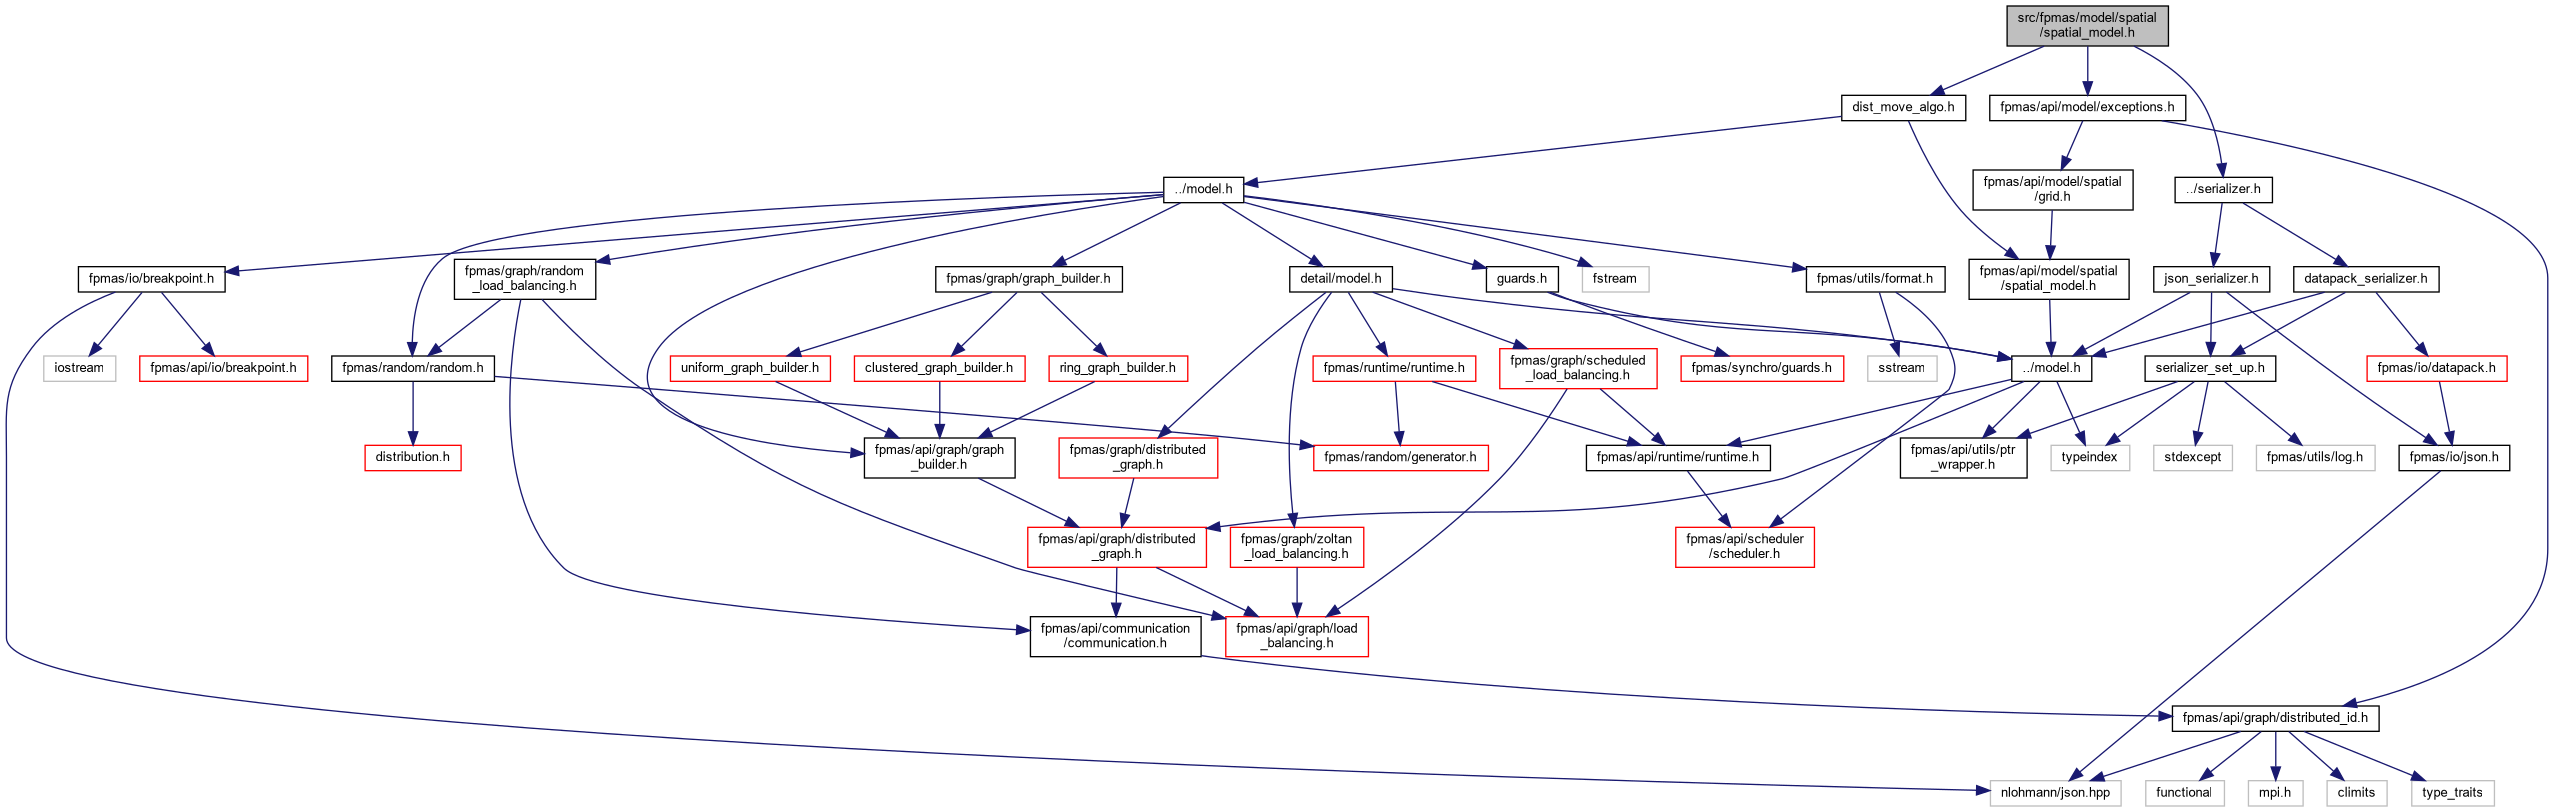 src/fpmas/model/spatial
/spatial_model.h
dist_move_algo.h
fpmas/api/model/exceptions.h
../model.h
fpmas/api/model/spatial
/grid.h
../serializer.h
fpmas/io/breakpoint.h
fpmas/graph/random
_load_balancing.h
fpmas/graph/graph_builder.h
detail/model.h
guards.h
fstream
fpmas/utils/format.h
fpmas/api/model/spatial
/spatial_model.h
json_serializer.h
datapack_serializer.h
iostream
fpmas/api/io/breakpoint.h
fpmas/random/random.h
uniform_graph_builder.h
clustered_graph_builder.h
ring_graph_builder.h
fpmas/runtime/runtime.h
fpmas/graph/scheduled
_load_balancing.h
fpmas/synchro/guards.h
sstream
../model.h
serializer_set_up.h
fpmas/io/datapack.h
distribution.h
fpmas/api/graph/graph
_builder.h
fpmas/graph/distributed
_graph.h
fpmas/random/generator.h
fpmas/api/runtime/runtime.h
fpmas/api/utils/ptr
_wrapper.h
typeindex
stdexcept
fpmas/utils/log.h
fpmas/io/json.h
fpmas/api/graph/distributed
_graph.h
fpmas/graph/zoltan
_load_balancing.h
fpmas/api/scheduler
/scheduler.h
fpmas/api/communication
/communication.h
fpmas/api/graph/load
_balancing.h
fpmas/api/graph/distributed_id.h
nlohmann/json.hpp
functional
mpi.h
climits
type_traits